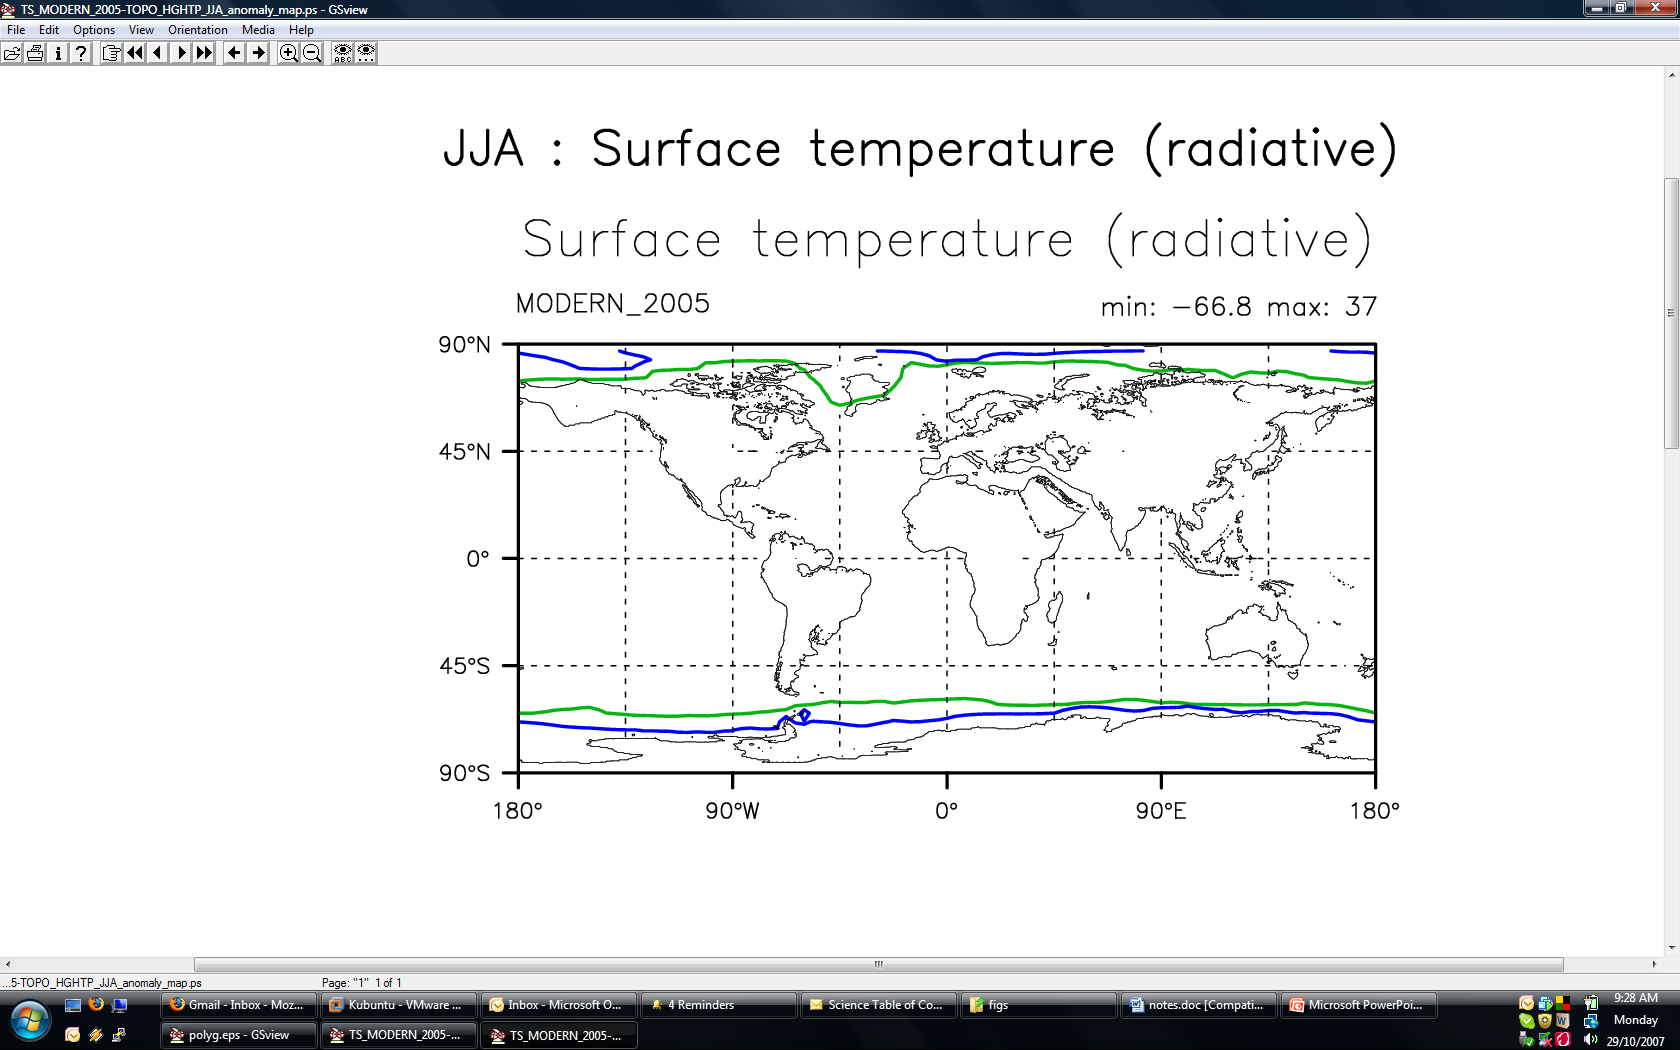 TS_MODERN_2005-TOPO_HGHTP_JJA_anomaly_map.ps - GSview
File Edit Options View Orientation Media Help
ABC
JJA : Surface temperature (radiative)
Surface temperature (radiative)
MODERN_2005
min: −66.8 max: 37
90°N
45°N
0°
45°S
90°S
180° 90°W 0° 90°E 180°
...5-TOPO_HGHTP_JJA_anomaly_map.ps Page: "1" 1 of 1
Gmail - Inbox - Moz... Kubuntu - VMware ... Inbox - Microsoft O... 4 Reminders Science Table of Co... figs notes.doc [Compati... Microsoft PowerPoi...
polyg.eps - GSview TS_MODERN_2005-... TS_MODERN_2005-...
9:28 AM
Monday
29/10/2007